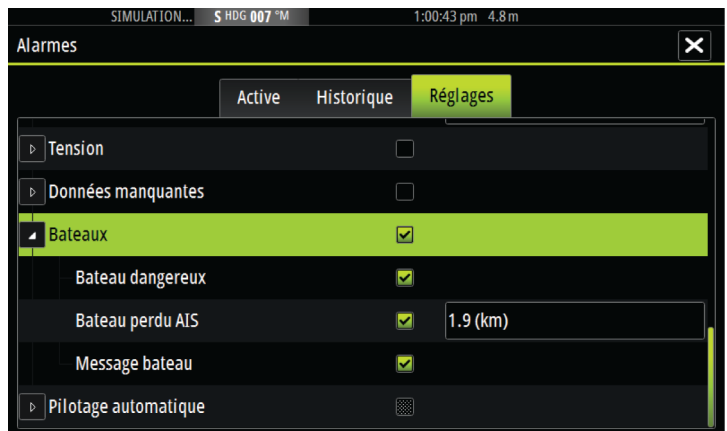 SIMULATION... S HDG 007 °M 1:00:43 pm 4.8 m
Alarmes
Active Historique Réglages
Tension
Données manquantes
Bateaux
Bateau dangereux
Bateau perdu AIS 1.9 (km)
Message bateau
Pilotage automatique